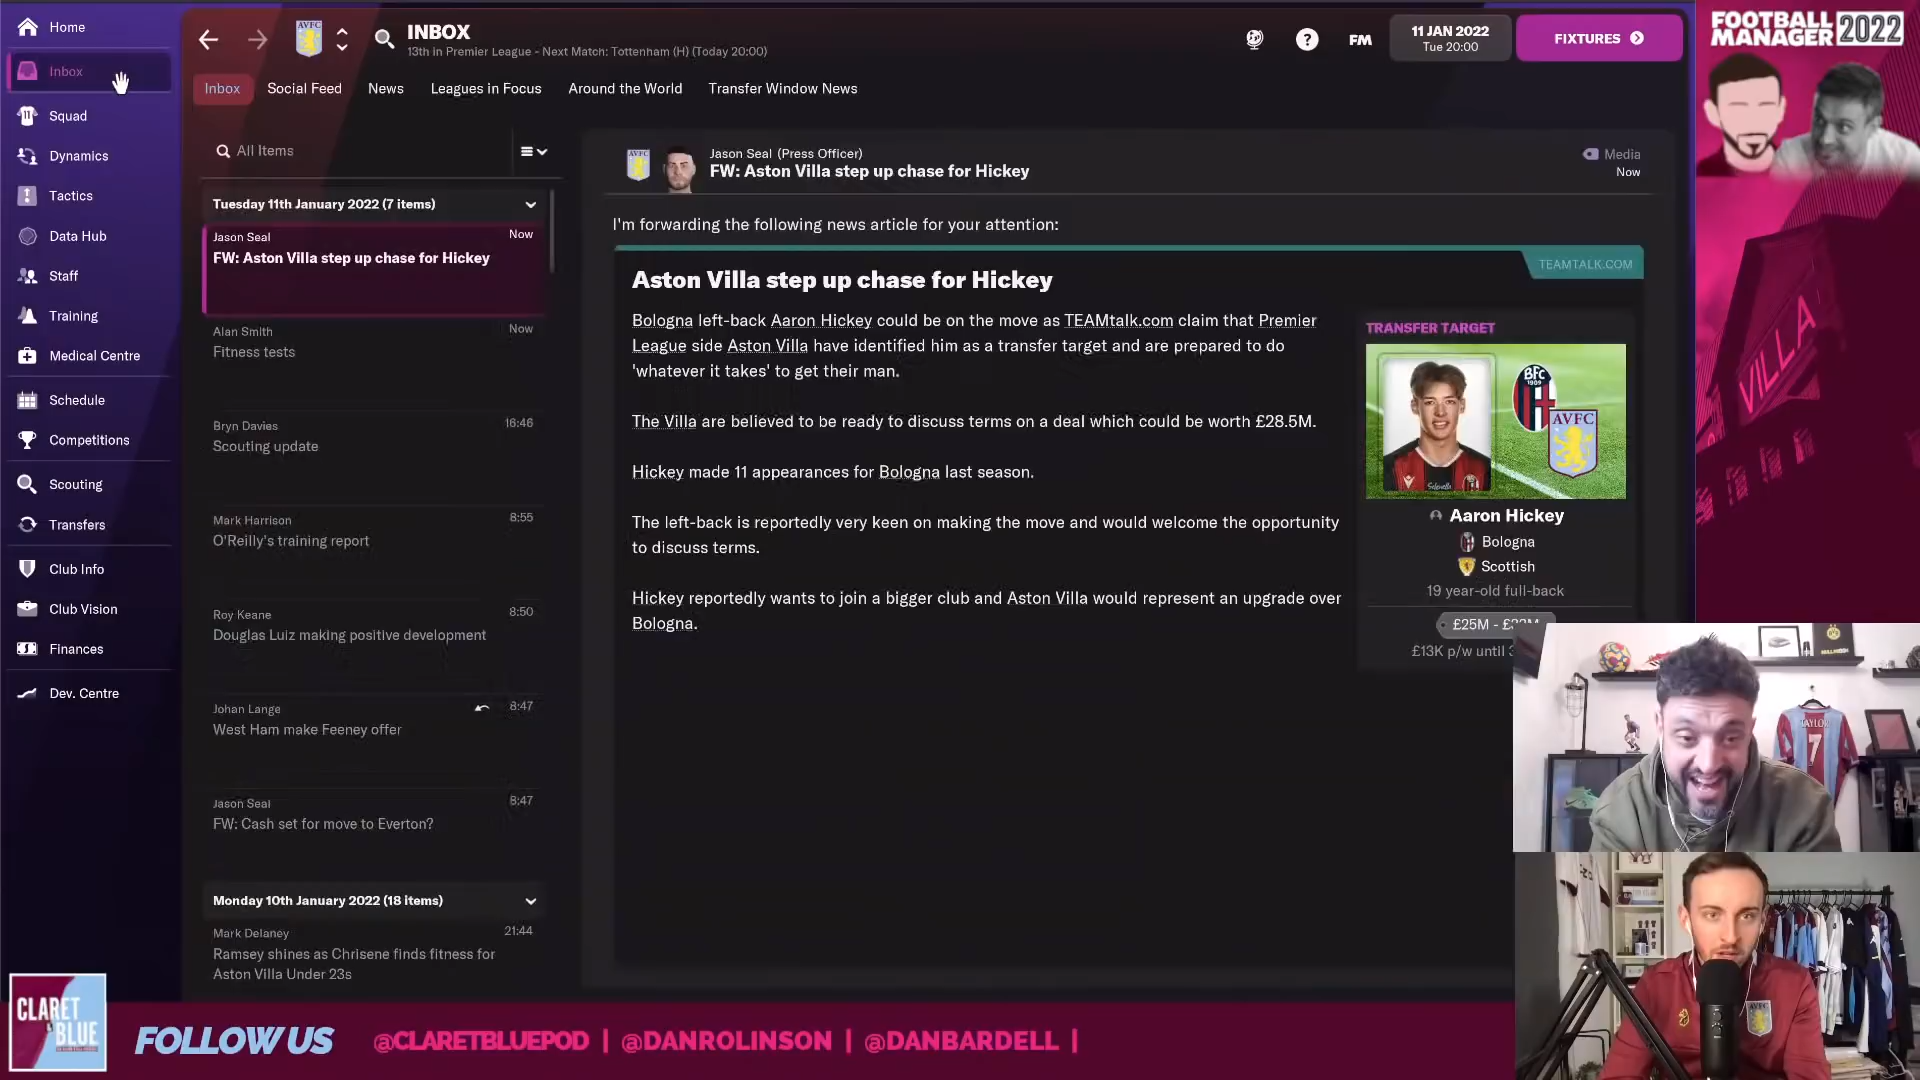 Home
Inbox
Squad
Dynamics
Tactics
Data Hub
Staff
Training
Medical Centre
Schedule
Competitions
Scouting
Transfers
Club Info
Club Vision
Finances
Dev. Centre
AVFC
INBOX
13th in Premier League - Next Match: Tottenham (H) (Today 20:00)
?
FM
11 JAN 2022
Tue 20:00
FIXTURES
FOOTBALL
MANAGER 2022
Inbox
Social Feed
News
Leagues in Focus
Around the World
Transfer Window News
All Items
Tuesday 11th January 2022 (7 items)
Jason Seal
Now
FW: Aston Villa step up chase for Hickey
Alan Smith
Now
Fitness tests
Bryn Davies
16:46
Scouting update
Mark Harrison
8:55
O'Reilly's training report
Roy Keane
8:50
Douglas Luiz making positive development
Johan Lange
8:47
West Ham make Feeney offer
Jason Seal
8:47
FW: Cash set for move to Everton?
Monday 10th January 2022 (18 items)
Mark Delaney
21:44
Ramsey shines as Chrisene finds fitness for
Aston Villa Under 23s
AVFC
Jason Seal (Press Officer)
FW: Aston Villa step up chase for Hickey
Media
Now
I'm forwarding the following news article for your attention:
TEAMTALK.COM
Aston Villa step up chase for Hickey
Bologna left-back Aaron Hickey could be on the move as TEAMtalk.com claim that Premier
League side Aston Villa have identified him as a transfer target and are prepared to do
'whatever it takes' to get their man.
The Villa are believed to be ready to discuss terms on a deal which could be worth £28.5M.
Hickey made 11 appearances for Bologna last season.
The left-back is reportedly very keen on making the move and would welcome the opportunity
to discuss terms.
Hickey reportedly wants to join a bigger club and Aston Villa would represent an upgrade over
Bologna.
TRANSFER TARGET
BFC
1909
AVFC
Aaron Hickey
Bologna
Scottish
19 year-old full-back
£25M -
£13K p/w until
VILLA
TAYLOR
7
AVFC
CLARET
& BLUE
FOLLOW US
@CLARETBLUEPOD | @DANROLINSON | @DANBARDELL |